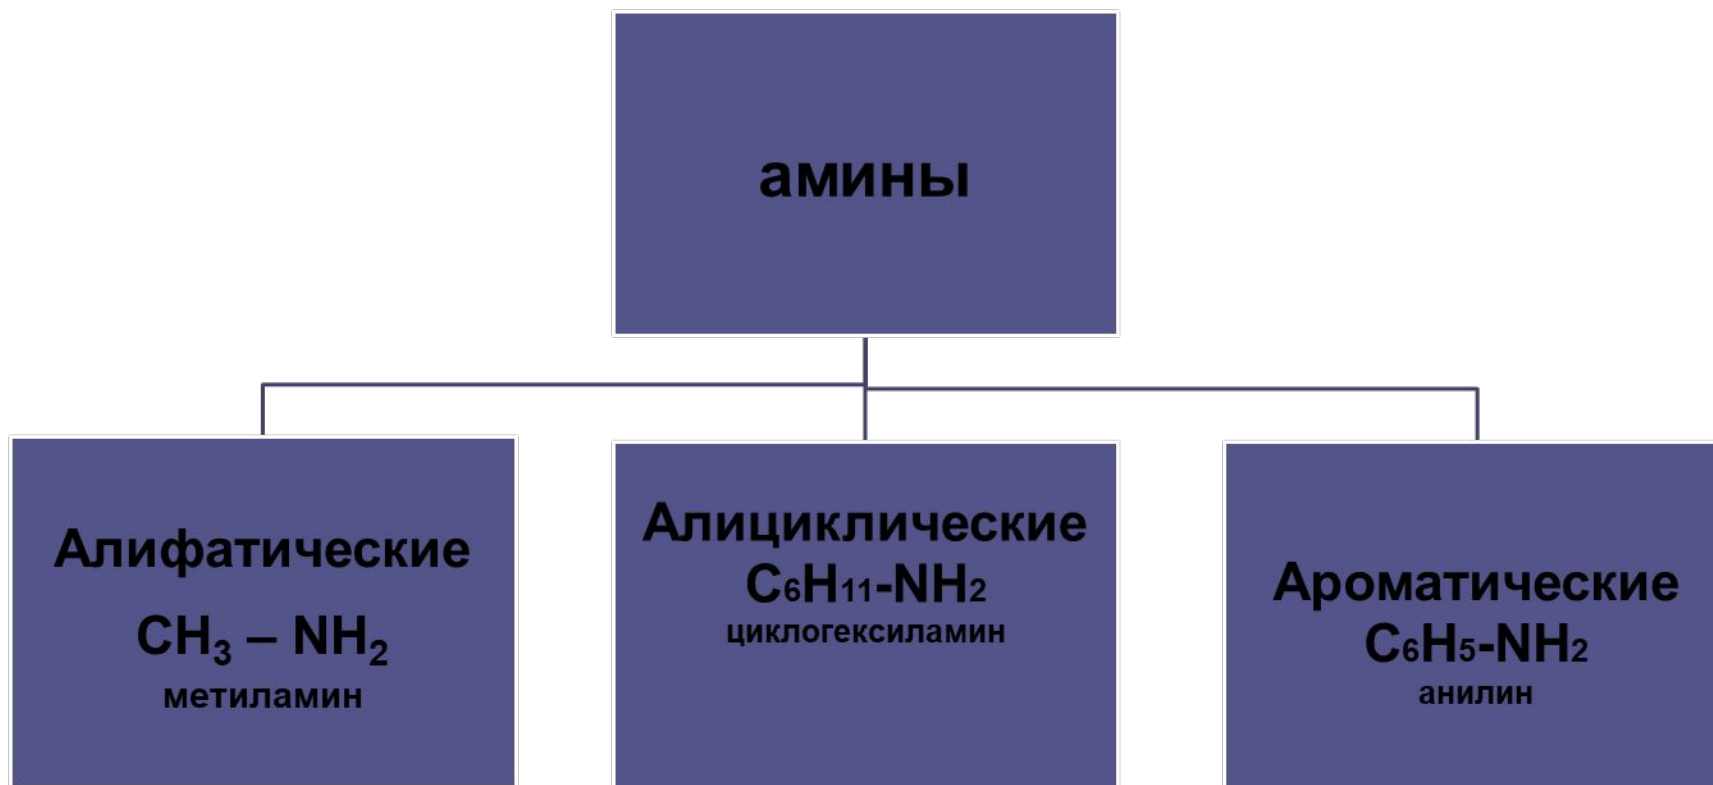 амины
Алифатические
CH₃ – NH₂
метиламин
Алициклические
C₆H₁₁-NH₂
циклогексиламин
Ароматические
C₆H₅-NH₂
анилин